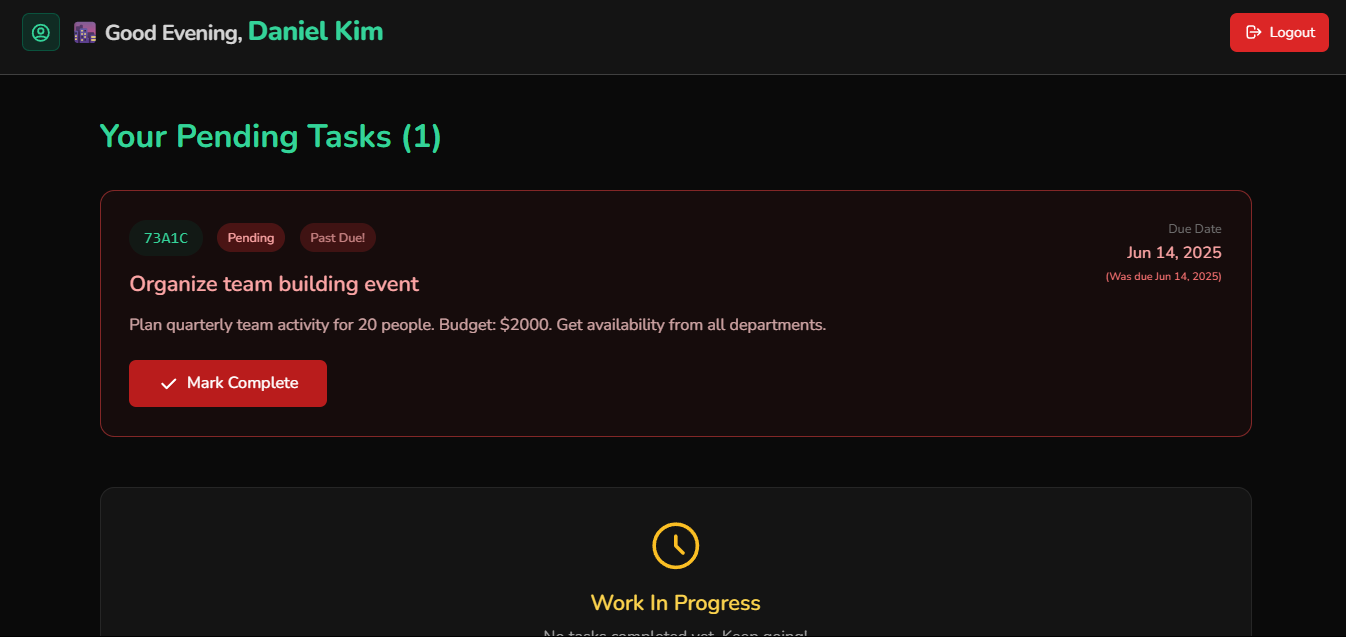 Good Evening, Daniel Kim
Logout
Your Pending Tasks (1)
73A1C
Pending
Past Due!
Due Date
Jun 14, 2025
(Was due Jun 14, 2025)
Organize team building event
Plan quarterly team activity for 20 people. Budget: $2000. Get availability from all departments.
Mark Complete
Work In Progress
No tasks completed yet. Keep going!